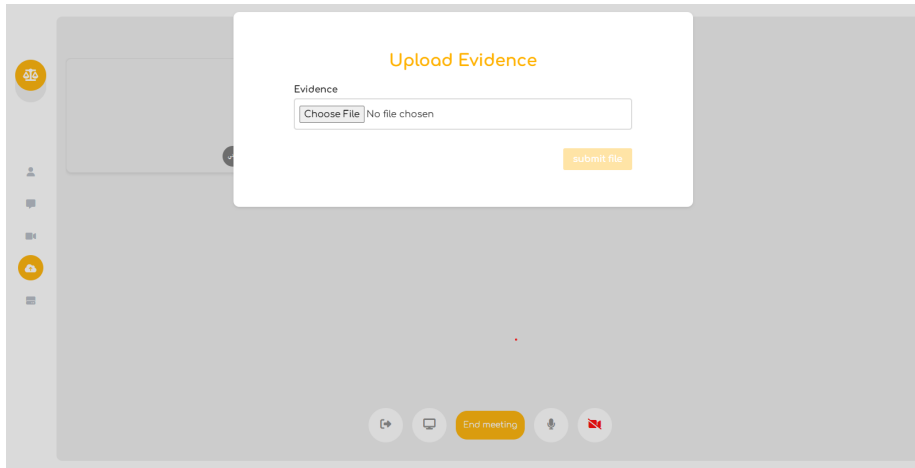 Upload Evidence
Evidence
Choose File No file chosen
submit file
End meeting